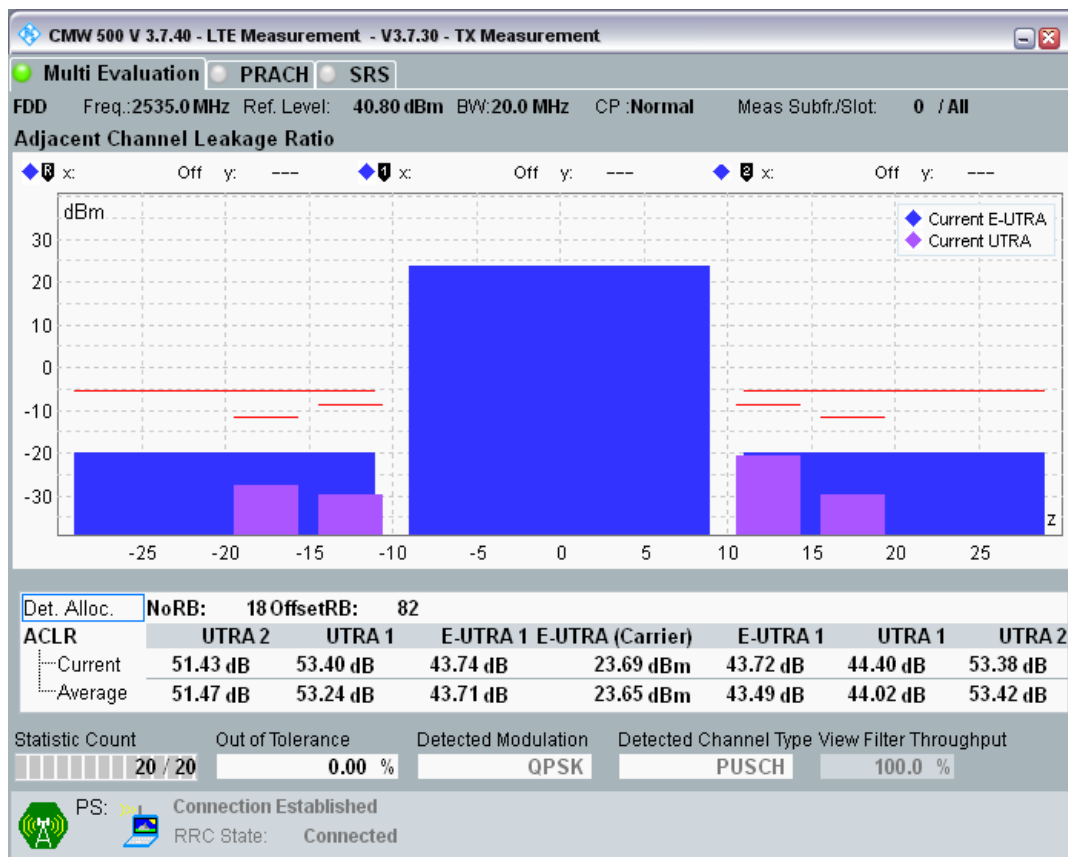 CMW 500 V 3.7.40 - LTE Measurement - V3.7.30 - TX Measurement
Multi Evaluation PRACH SRS
FDD Freq.:2535.0 MHz Ref. Level: 40.80 dBm BW:20.0 MHz CP :Normal Meas Subfr./Slot: 0 / All
Adjacent Channel Leakage Ratio
R x: Off y: --- 1 x: Off y: --- 2 x: Off y: ---
dBm
Current E-UTRA
Current UTRA
30
20
10
0
-10
-20
-30
z
-25 -20 -15 -10 -5 0 5 10 15 20 25
Det. Alloc. NoRB: 18 OffsetRB: 82
ACLR UTRA 2 UTRA 1 E-UTRA 1 E-UTRA (Carrier) E-UTRA 1 UTRA 1 UTRA 2
Current 51.43 dB 53.40 dB 43.74 dB 23.69 dBm 43.72 dB 44.40 dB 53.38 dB
Average 51.47 dB 53.24 dB 43.71 dB 23.65 dBm 43.49 dB 44.02 dB 53.42 dB
Statistic Count Out of Tolerance Detected Modulation Detected Channel Type View Filter Throughput
20 / 20 0.00 % QPSK PUSCH 100.0 %
PS: Connection Established
RRC State: Connected